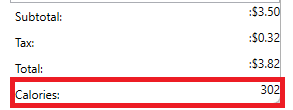 Subtotal: :$3.50
Tax: :$0.32
Total: :$3.82
Calories: 302